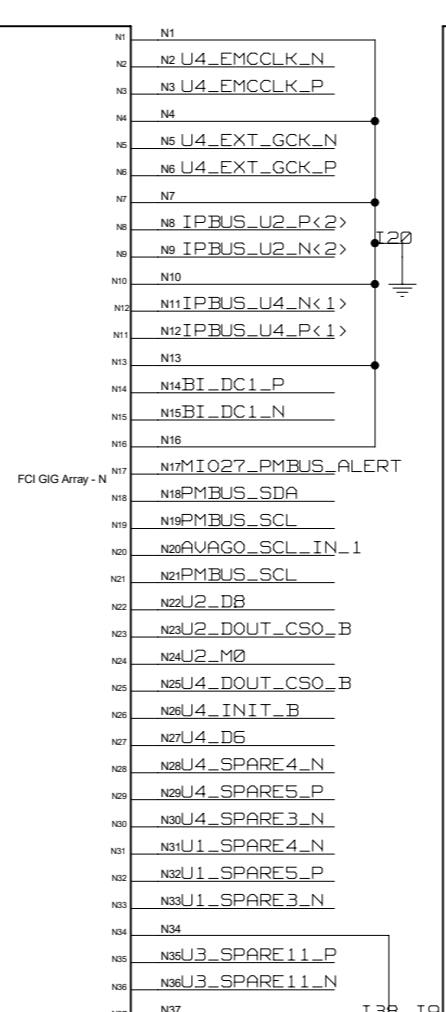 N1 N1
N2 N2 U4_EMCCLK_N
N3 N3 U4_EMCCLK_P
N4 N4
N5 N5 U4_EXT_GCK_N
N6 N6 U4_EXT_GCK_P
N7 N7
N8 N8 IPBUS_U2_P<2>
I20
N9 N9 IPBUS_U2_N<2>
N10 N10
N12 N11 IPBUS_U4_N<1>
N11 N12 IPBUS_U4_P<1>
N13 N13
N14 N14 BI_DC1_P
N15 N15 BI_DC1_N
N16 N16
FCI GIG Array - N
N17 N17 MIO27_PMBUS_ALERT
N18 N18 PMBUS_SDA
N19 N19 PMBUS_SCL
N20 N20 AVAGO_SCL_IN_1
N21 N21 PMBUS_SCL
N22 N22 U2_D8
N23 N23 U2_DOUT_CSO_B
N24 N24 U2_M0
N25 N25 U4_DOUT_CSO_B
N26 N26 U4_INIT_B
N27 N27 U4_D6
N28 N28 U4_SPARE4_N
N29 N29 U4_SPARE5_P
N30 N30 U4_SPARE3_N
N31 N31 U1_SPARE4_N
N32 N32 U1_SPARE5_P
N33 N33 U1_SPARE3_N
N34 N34
N35 N35 U3_SPARE11_P
N36 N36 U3_SPARE11_N
N37 N37